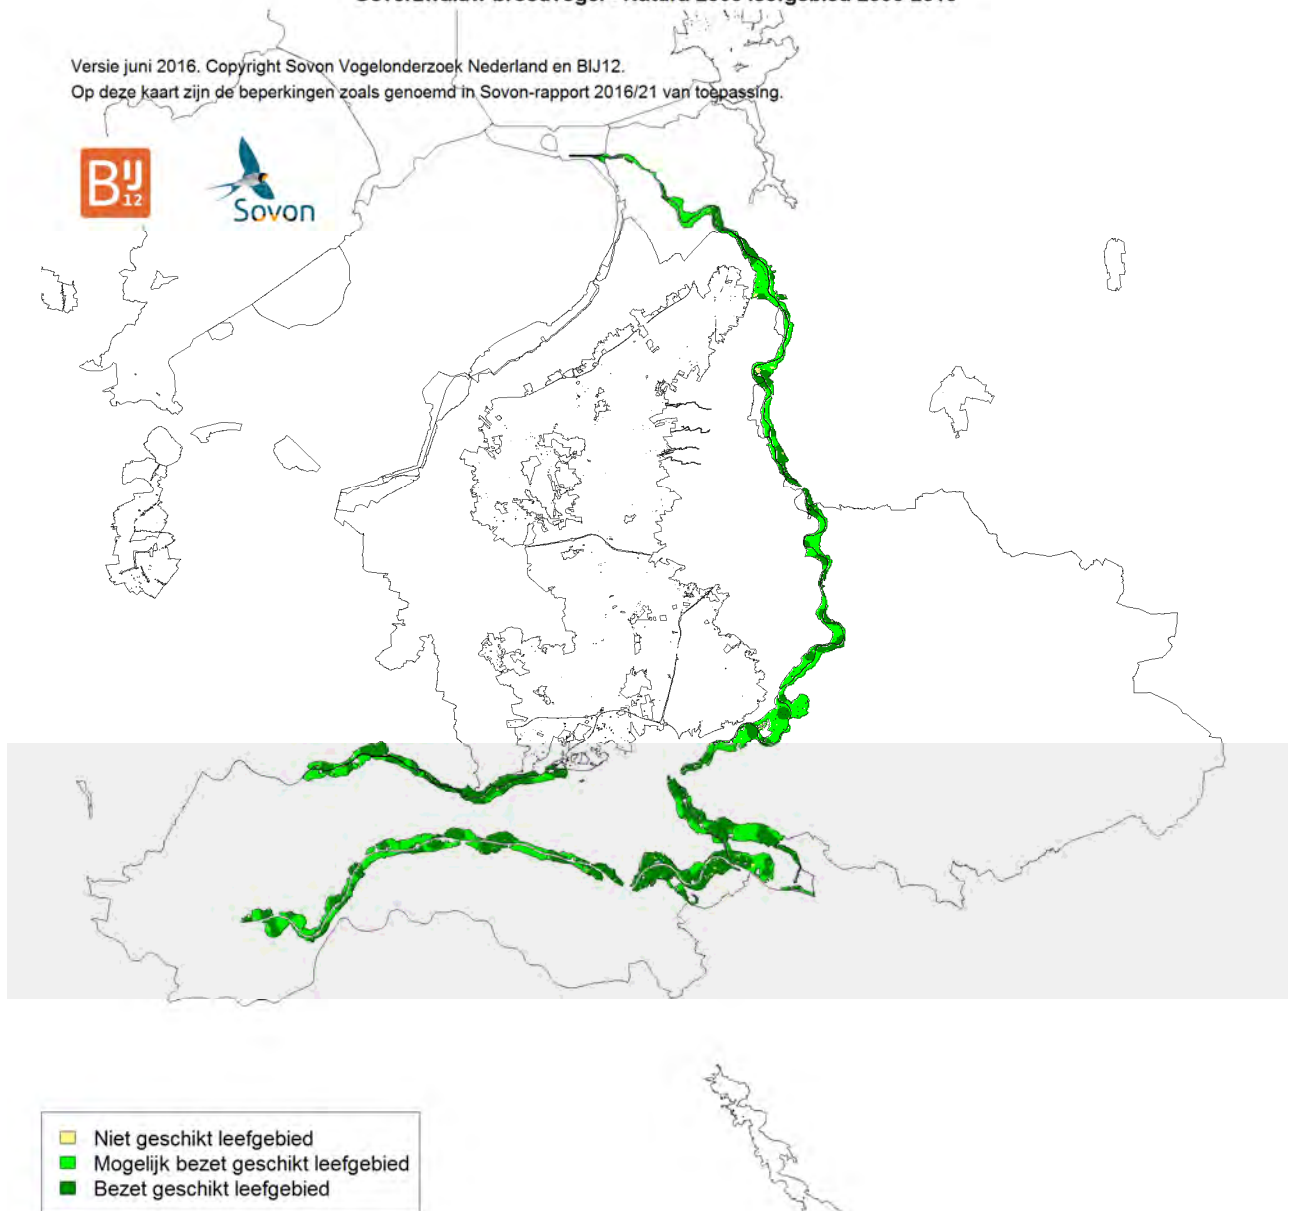 Versie juni 2016. Copyright Sovon Vogelonderzoek Nederland en BIJ12.
Op deze kaart zijn de beperkingen zoals genoemd in Sovon-rapport 2016/21 van toepassing.
BIJ
12
Sovon
Niet geschikt leefgebied
Mogelijk bezet geschikt leefgebied
Bezet geschikt leefgebied